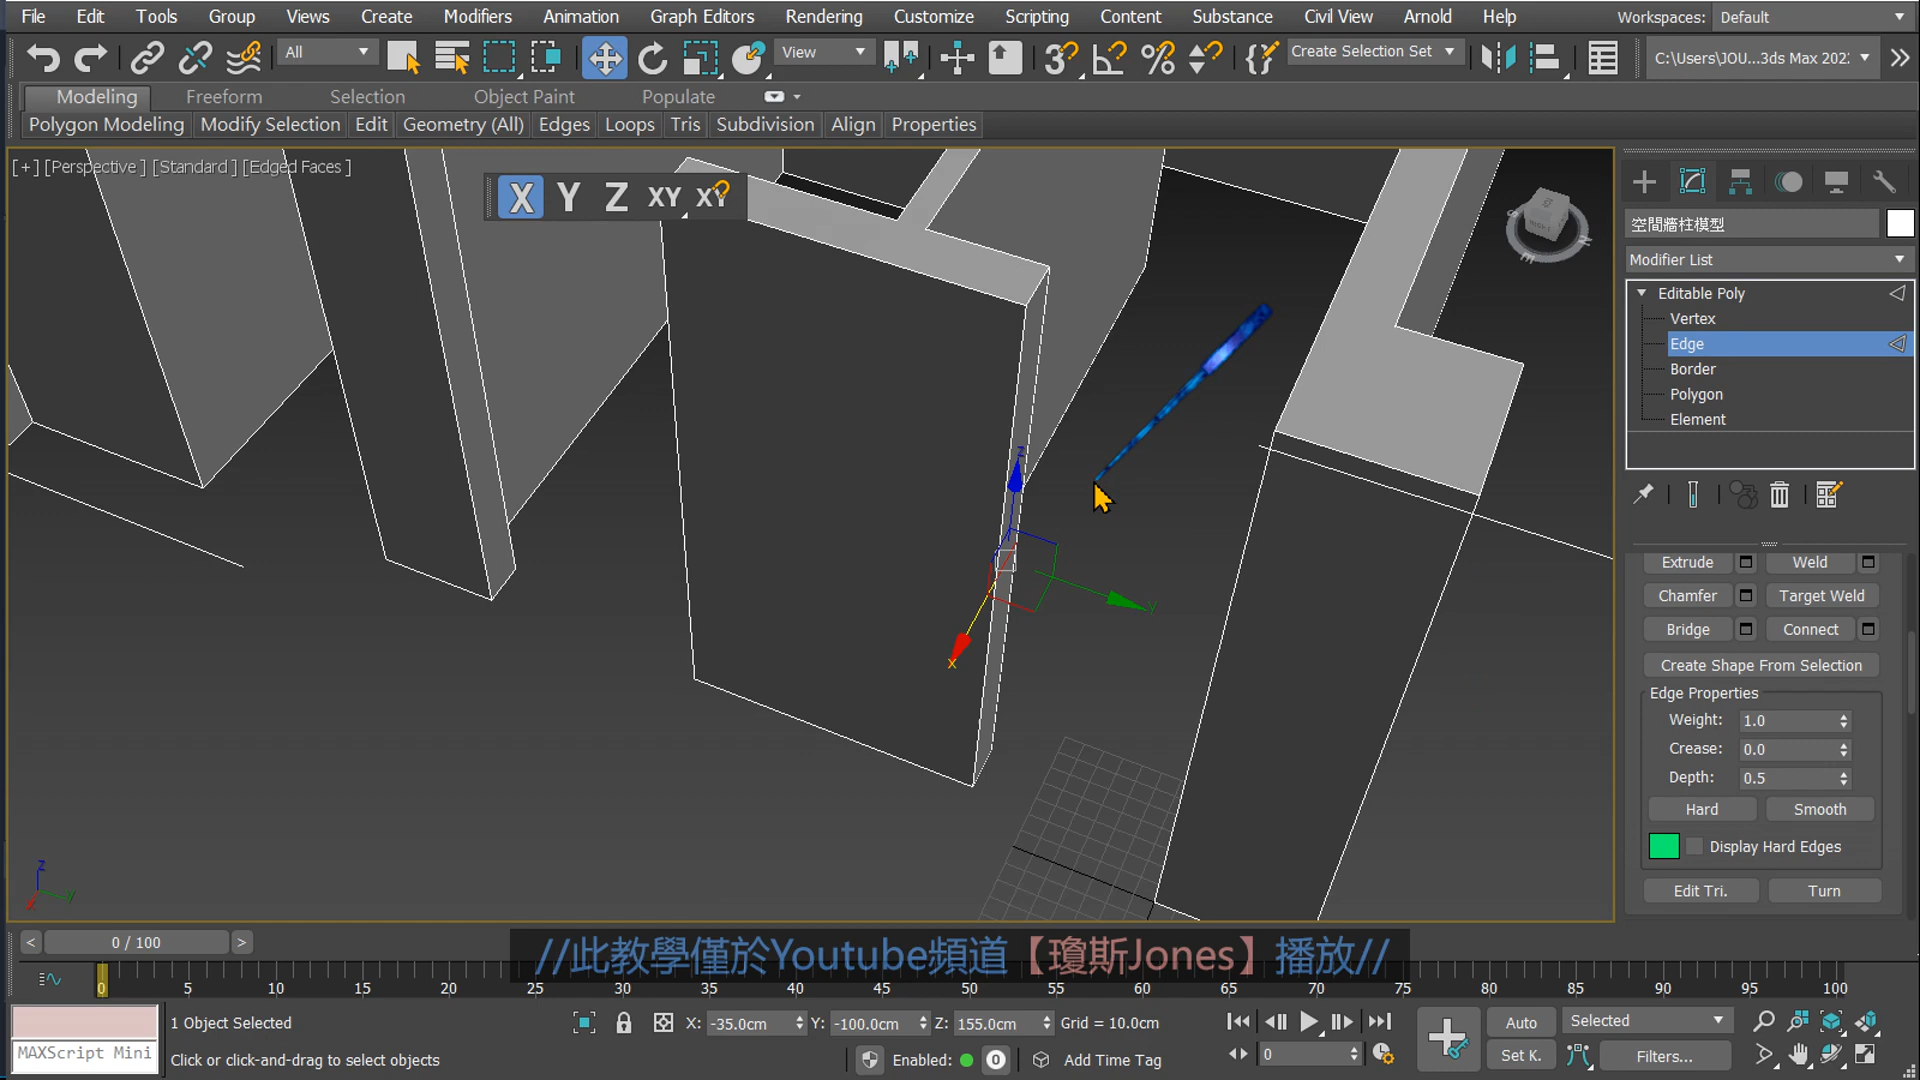 File Edit Tools Group Views Create Modifiers Animation Graph Editors Rendering Customize Scripting Content Substance Civil View Arnold Help Workspaces: Default
All View Create Selection Set C:\Users\JOU...3ds Max 202
Modeling Freeform Selection Object Paint Populate
Polygon Modeling Modify Selection Edit Geometry (All) Edges Loops Tris Subdivision Align Properties
[+] [Perspective] [Standard] [Edged Faces]
X Y Z XY XY
空間牆柱模型
Modifier List
Editable Poly
Vertex
Edge
Border
Polygon
Element
Extrude Weld
Chamfer Target Weld
Bridge Connect
Create Shape From Selection
Edge Properties
Weight: 1.0
Crease: 0.0
Depth: 0.5
Hard Smooth
Display Hard Edges
Edit Tri. Turn
z
y
x
z
y
x
< 0 / 100 >
//此教學僅於Youtube頻道【瓊斯Jones】播放//
0 5 10 15 20 25 30 35 40 45 50 55 60 65 70 75 80 85 90 95 100
1 Object Selected X: -35.0cm Y: -100.0cm Z: 155.0cm Grid = 10.0cm Auto Selected
MAXScript Mini Click or click-and-drag to select objects Enabled: 0 Add Time Tag 0 Set K. Filters...